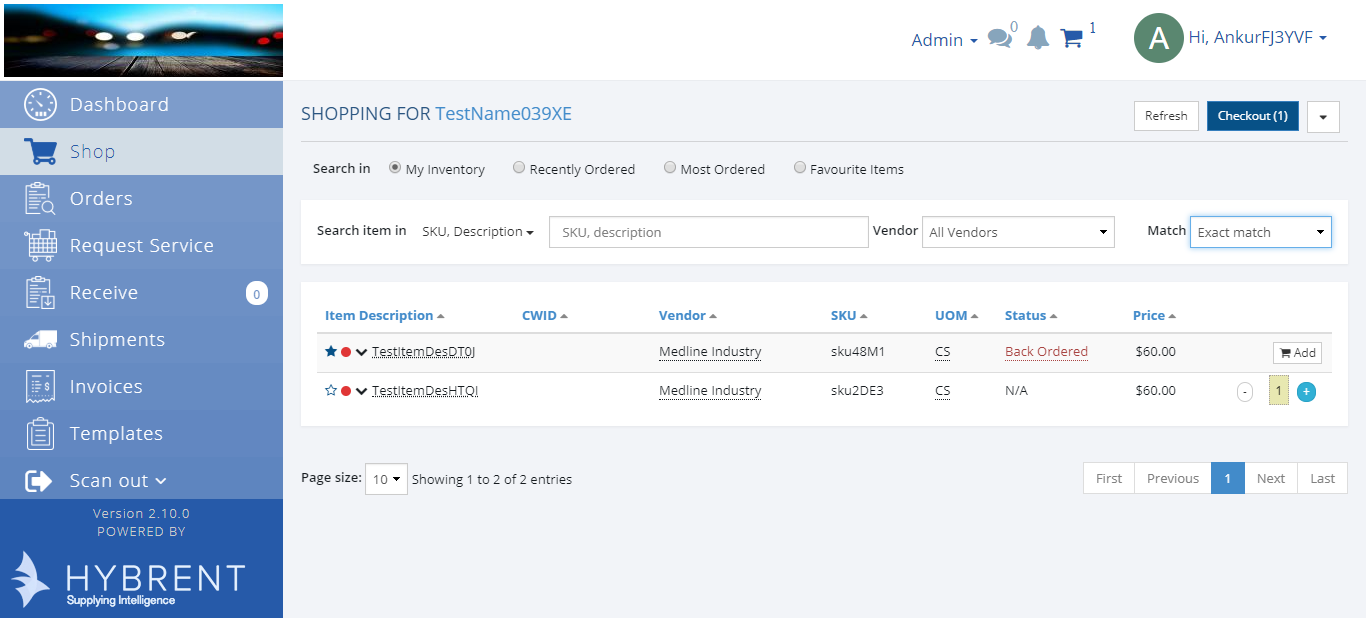 Admin 0 1 A Hi, AnkurFJ3YVF
Dashboard
Shop
Orders
Request Service
Receive 0
Shipments
Invoices
Templates
Scan out
Version 2.10.0
POWERED BY
HYBRENT
Supplying Intelligence
SHOPPING FOR TestName039XE Refresh Checkout (1)
Search in My Inventory Recently Ordered Most Ordered Favourite Items
Search item in SKU, Description SKU, description Vendor All Vendors Match Exact match
Item Description CWID Vendor SKU UOM Status Price
TestItemDesDT0J Medline Industry sku48M1 CS Back Ordered $60.00 Add
TestItemDesHTQI Medline Industry sku2DE3 CS N/A $60.00 - 1 +
Page size: 10 Showing 1 to 2 of 2 entries First Previous 1 Next Last